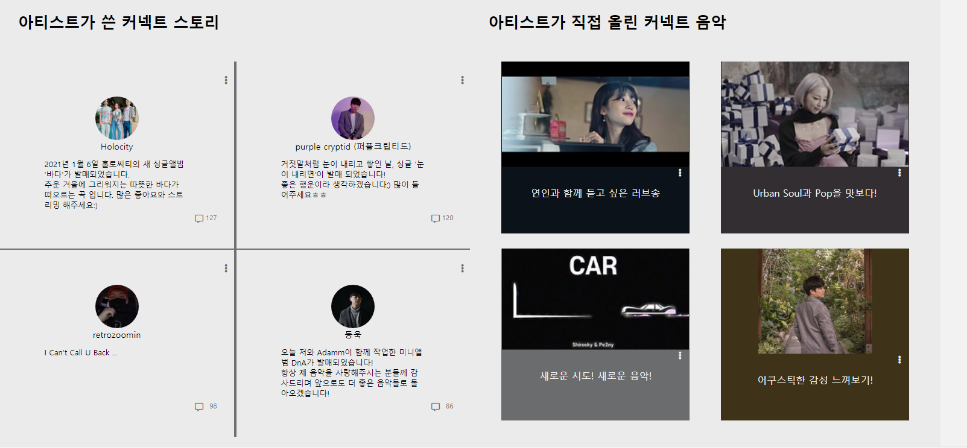 아티스트가 쓴 커넥트 스토리
Holocity
2021년 1월 6일 홀로씨티의 새 싱글앨범
'바다'가 발매되었습니다.
추운 겨울에 그리워지는 따뜻한 바다가
떠오르는 곡 입니다. 많은 좋아요와 스트
리밍 해주세요:)
127
purple cryptid (퍼플크립티드)
거짓말처럼 눈이 내리고 쌓인 날, 싱글 '눈
이 내리면'이 발매 되었습니다!
좋은 행운이라 생각하겠습니다:) 많이 들
어주세요ㅎㅎ
120
retrozoomin
I Can't Call U Back ...
98
동욱
오늘 저와 Adamm이 함께 작업한 미니앨
범 DnA가 발매되었습니다!
항상 제 음악을 사랑해주시는 분들께 감
사드리며 앞으로도 더 좋은 음악들로 돌
아오겠습니다!
86
아티스트가 직접 올린 커넥트 음악
연인과 함께 듣고 싶은 러브송
Urban Soul과 Pop을 맛보다!
CAR
새로운 시도! 새로운 음악!
어쿠스틱한 감성 느껴보기!